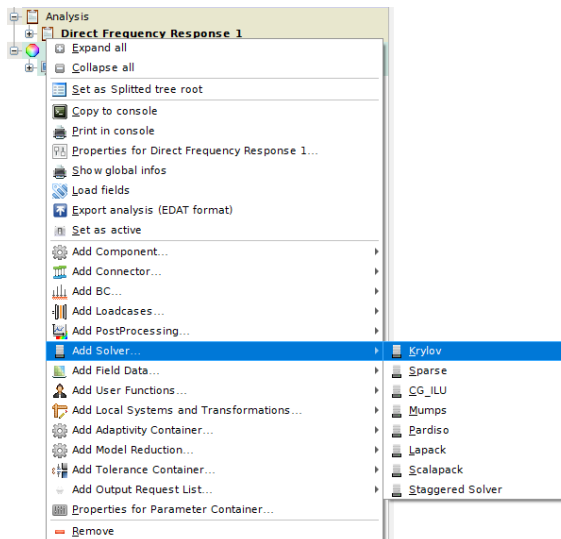 Analysis
Direct Frequency Response 1
Expand all
Collapse all
Set as Splitted tree root
Copy to console
Print in console
Properties for Direct Frequency Response 1...
Show global infos
Load fields
Export analysis (EDAT format)
Set as active
Add Component...
Add Connector...
Add BC...
Add Loadcases...
Add PostProcessing...
Add Solver...
Krylov
Add Field Data...
Sparse
Add User Functions...
CG_ILU
Add Local Systems and Transformations...
Mumps
Add Adaptivity Container...
Pardiso
Add Model Reduction...
Lapack
Add Tolerance Container...
Scalapack
Add Output Request List...
Staggered Solver
Properties for Parameter Container...
Remove